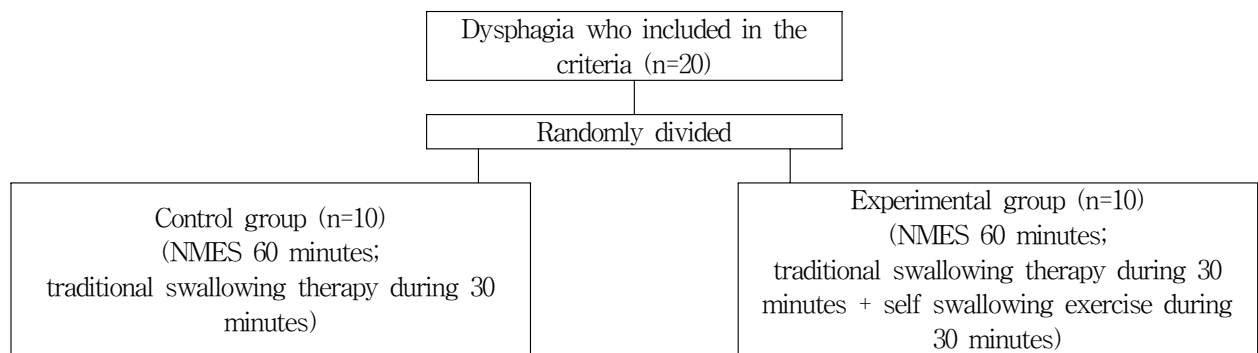 Dysphagia who included in the
criteria (n=20)
Randomly divided
Control group (n=10)
(NMES 60 minutes;
traditional swallowing therapy during 30
minutes)
Experimental group (n=10)
(NMES 60 minutes;
traditional swallowing therapy during 30
minutes + self swallowing exercise during
30 minutes)